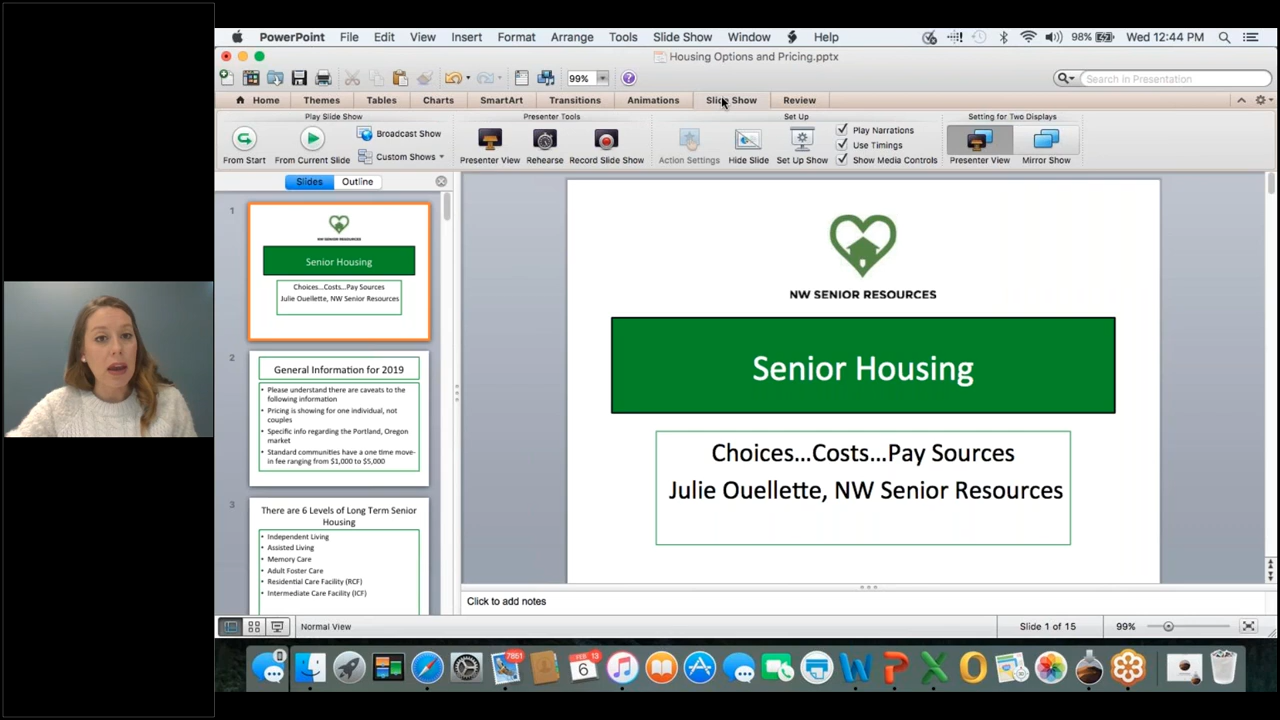 PowerPoint File Edit View Insert Format Arrange Tools Slide Show Window Help 98% Wed 12:44 PM
Housing Options and Pricing.pptx
99% Search in Presentation
Home Themes Tables Charts SmartArt Transitions Animations Slide Show Review
Play Slide Show Presenter Tools Set Up Setting for Two Displays
Broadcast Show
Custom Shows
Play Narrations
Use Timings
Show Media Controls
From Start From Current Slide Presenter View Rehearse Record Slide Show Action Settings Hide Slide Set Up Show Presenter View Mirror Show
Slides Outline
1
NW SENIOR RESOURCES
Senior Housing
Choices...Costs...Pay Sources
Julie Ouellette, NW Senior Resources
2
General Information for 2019
• Please understand there are caveats to the
following information
• Pricing is showing for one individual, not
couples
• Specific info regarding the Portland, Oregon
market
• Standard communities have a one time move-
in fee ranging from $1,000 to $5,000
3
There are 6 Levels of Long Term Senior
Housing
• Independent Living
• Assisted Living
• Memory Care
• Adult Foster Care
• Residential Care Facility (RCF)
• Intermediate Care Facility (ICF)
NW SENIOR RESOURCES
Senior Housing
Choices...Costs...Pay Sources
Julie Ouellette, NW Senior Resources
Click to add notes
Normal View Slide 1 of 15 99%
7861
FEB
6
13